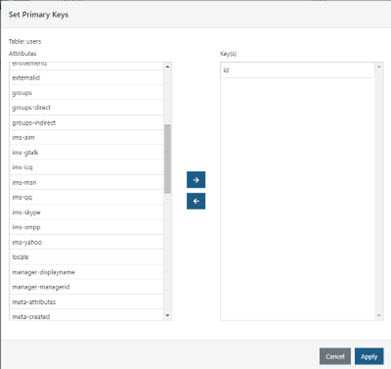 Set Primary Keys
Table: users
Attributes
Key(s)
entitlements
externalid
groups
groups-direct
groups-indirect
ims-aim
ims-gtalk
ims-icq
ims-msn
ims-qq
ims-skype
ims-xmpp
ims-yahoo
locale
manager-displayname
manager-managerid
meta-attributes
meta-created
id
Cancel
Apply